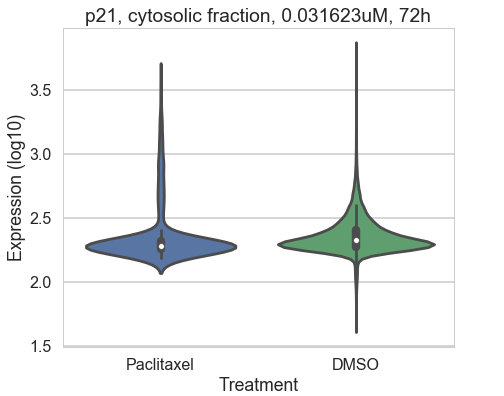 p21, cytosolic fraction, 0.031623uM, 72h
Expression (log10)
3.5
3.0
2.5
2.0
1.5
Paclitaxel DMSO
Treatment